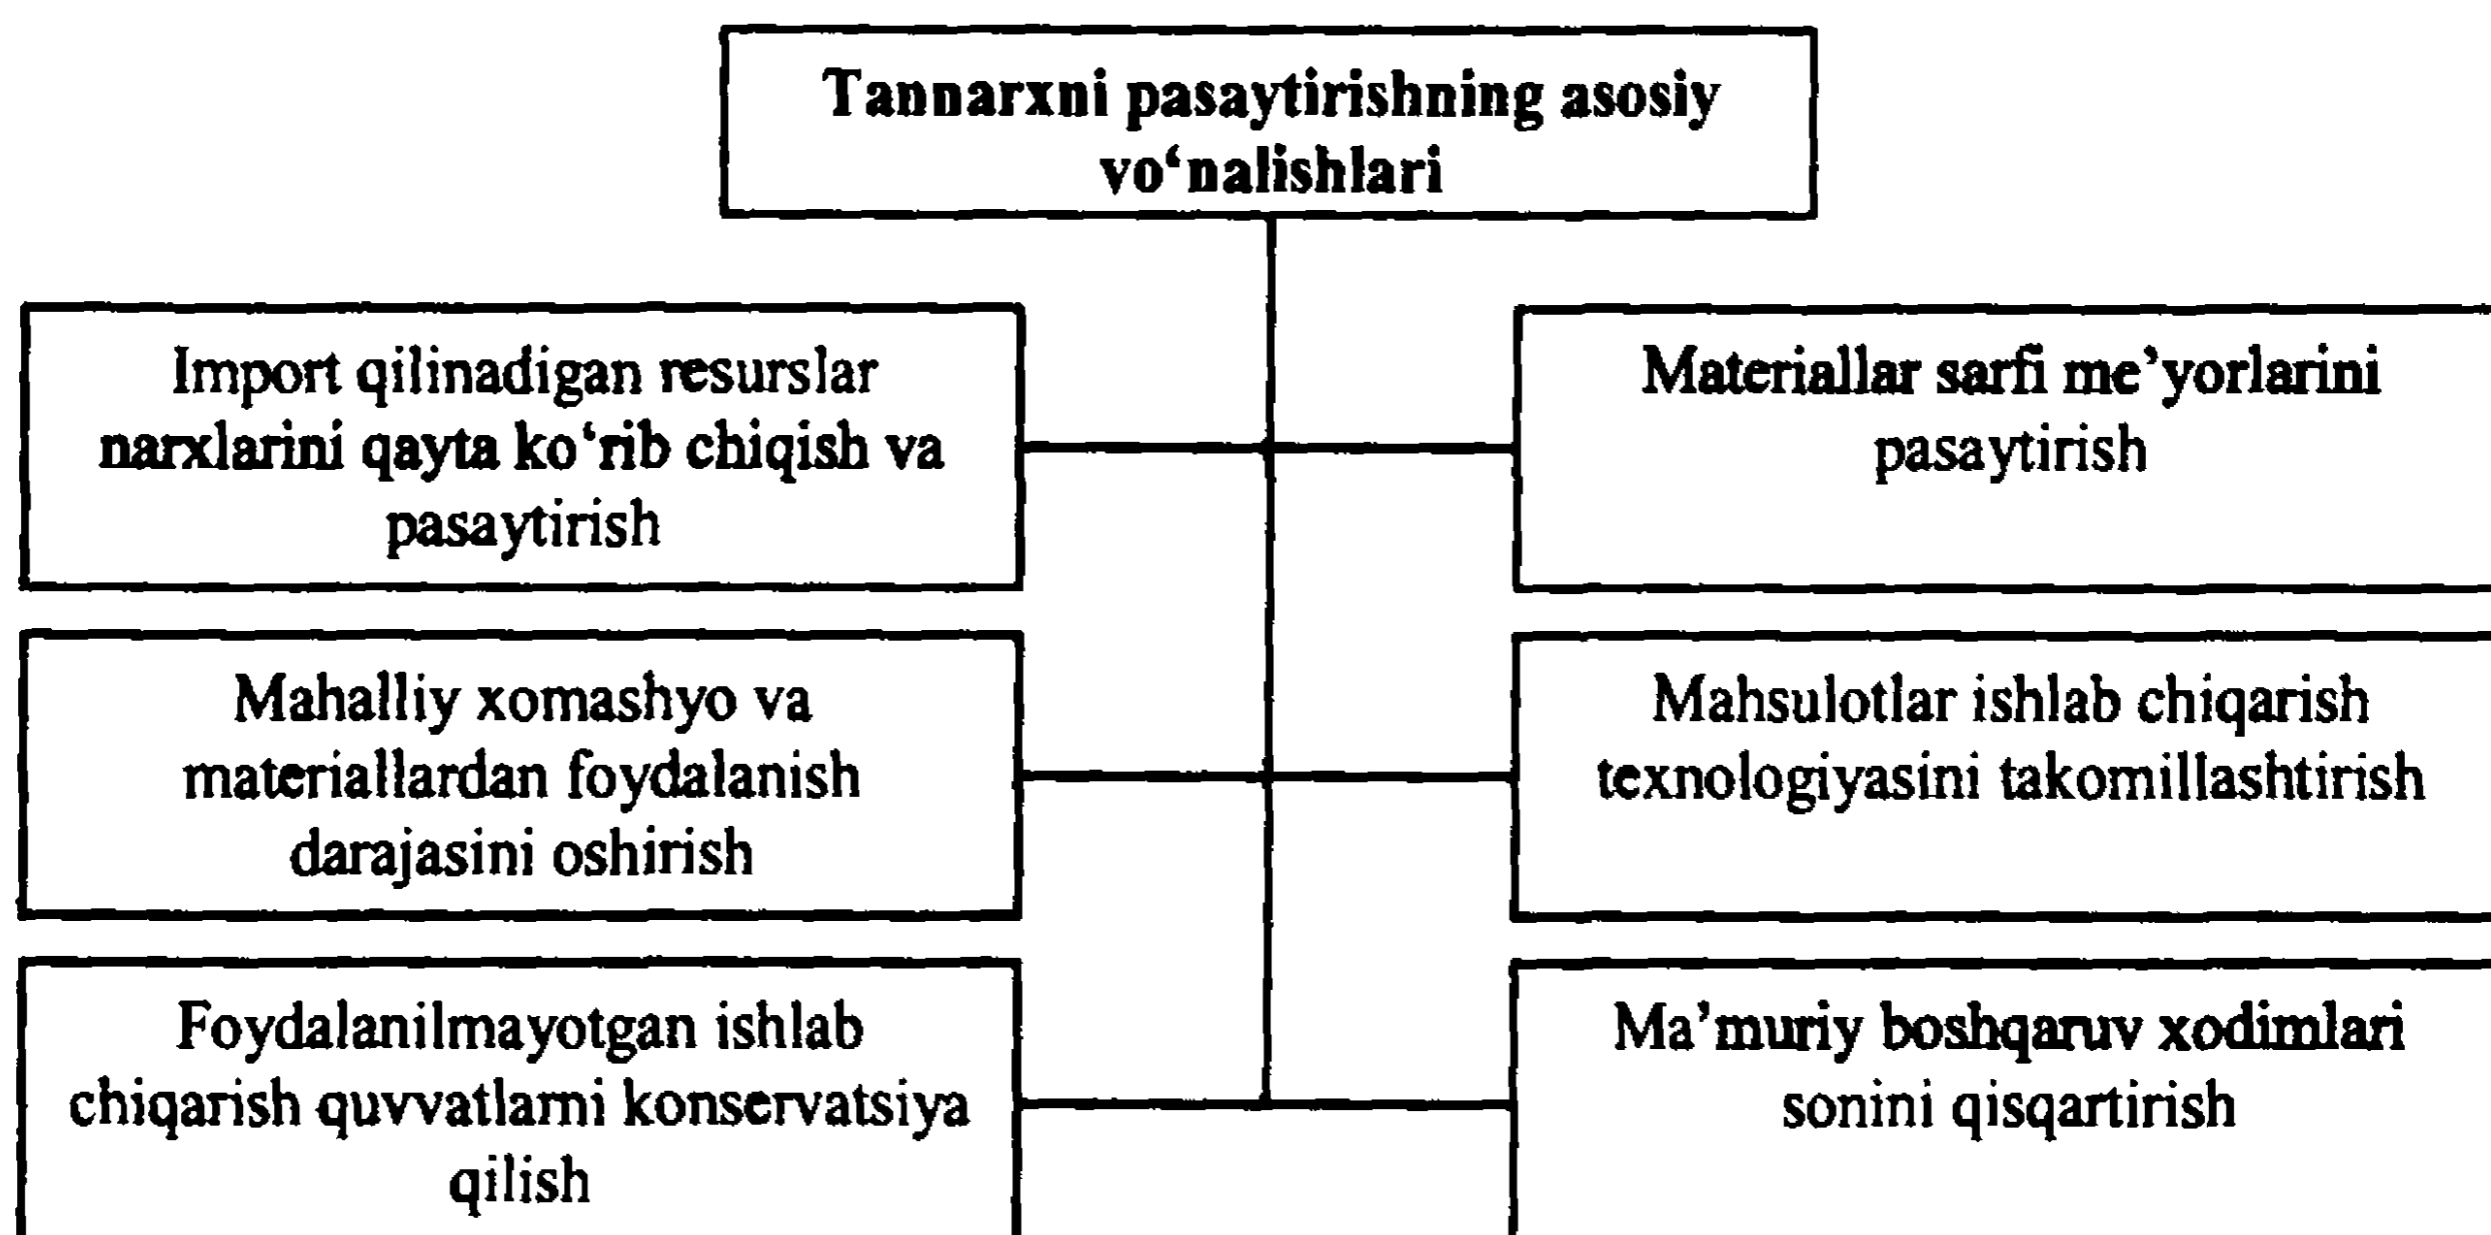 Tannarxni pasaytirishning asosiy
vo‘nalishlari
Import qilinadigan resurslar
narxlarini qayta ko‘rib chiqish va
pasaytirish
Materiallar sarfi me’yorlarini
pasaytirish
Mahalliy xomashyo va
materiallardan foydalanish
darajasini oshirish
Mahsulotlar ishlab chiqarish
texnologiyasini takomillashtirish
Foydalanilmayotgan ishlab
chiqarish quvvatlarni konservatsiya
qilish
Ma’muriy boshqaruv xodimlari
sonini qisqartirish